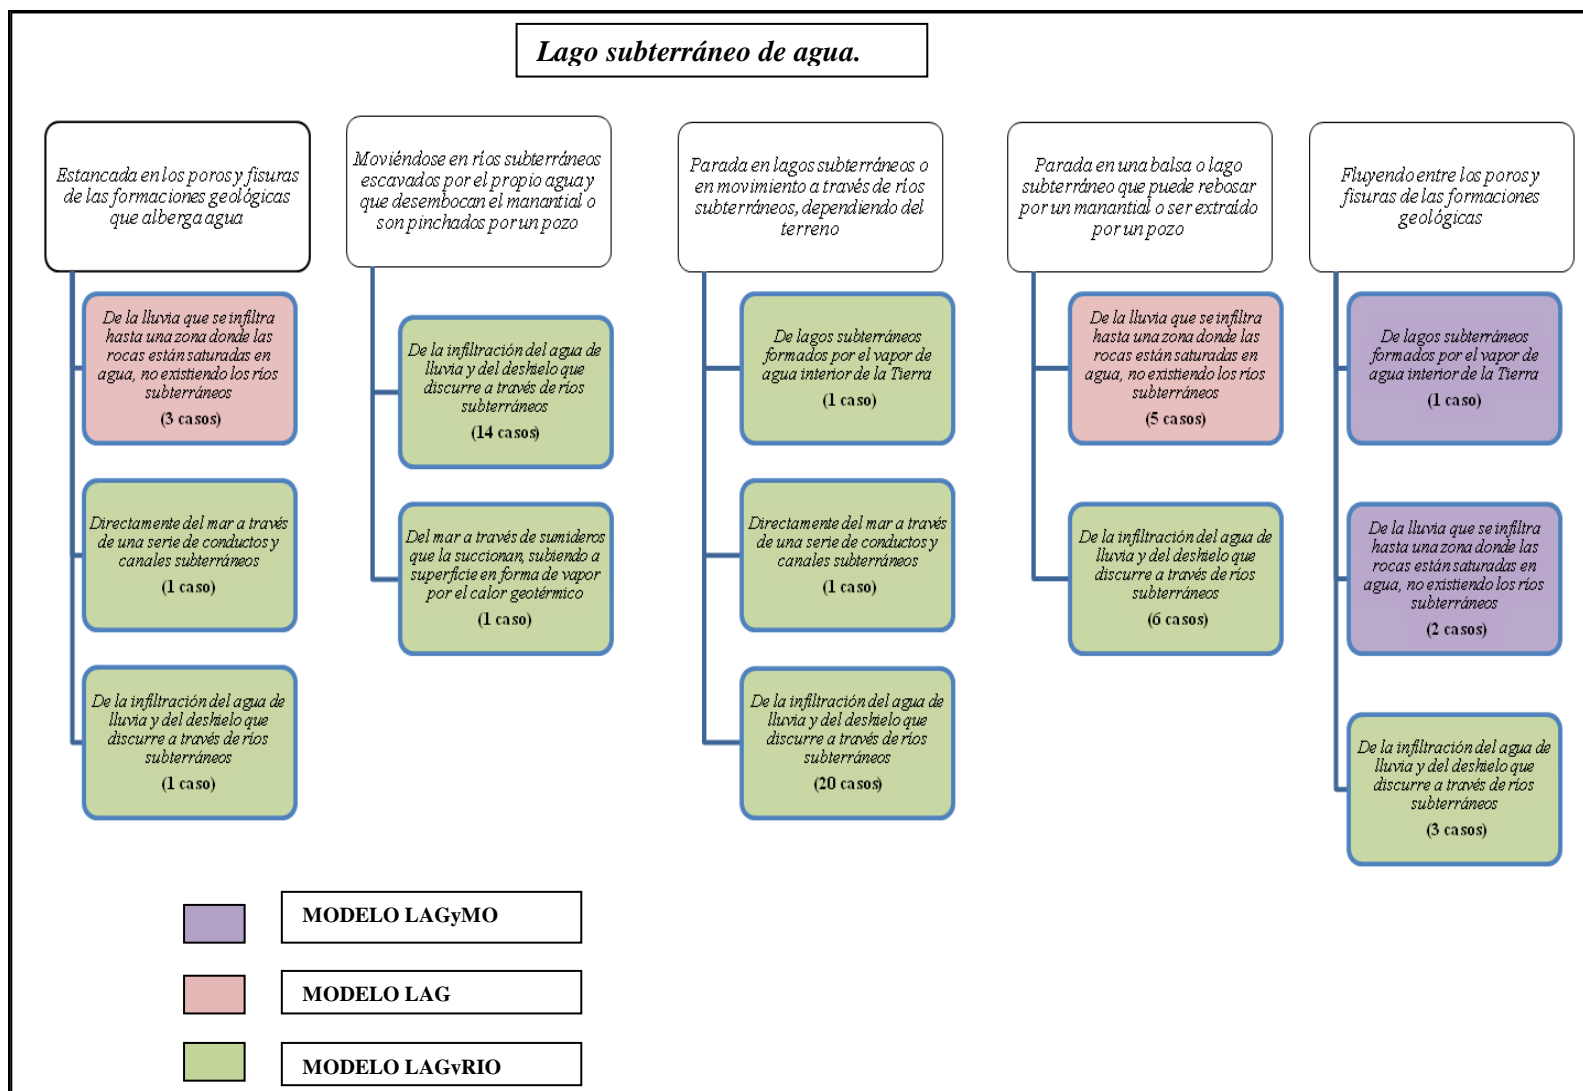 Lago subterráneo de agua.
Estancada en los poros y fisuras
de las formaciones geológicas
que alberga agua
De la lluvia que se infiltra
hasta una zona donde las
rocas están saturadas en
agua, no existiendo los ríos
subterráneos
(3 casos)
Directamente del mar a través
de una serie de conductos y
canales subterráneos
(1 caso)
De la infiltración del agua de
lluvia y del deshielo que
discurre a través de ríos
subterráneos
(1 caso)
Moviéndose en ríos subterráneos
escavados por el propio agua y
que desembocan el manantial o
son pinchados por un pozo
De la infiltración del agua de
lluvia y del deshielo que
discurre a través de ríos
subterráneos
(14 casos)
Del mar a través de sumideros
que la succionan, subiendo a
superficie en forma de vapor
por el calor geotérmico
(1 caso)
Parada en lagos subterráneos o
en movimiento a través de ríos
subterráneos, dependiendo del
terreno
De lagos subterráneos
formados por el vapor de
agua interior de la Tierra
(1 caso)
Directamente del mar a través
de una serie de conductos y
canales subterráneos
(1 caso)
De la infiltración del agua de
lluvia y del deshielo que
discurre a través de ríos
subterráneos
(20 casos)
Parada en una balsa o lago
subterráneo que puede rebosar
por un manantial o ser extraído
por un pozo
De la lluvia que se infiltra
hasta una zona donde las
rocas están saturadas en
agua, no existiendo los ríos
subterráneos
(5 casos)
De la infiltración del agua de
lluvia y del deshielo que
discurre a través de ríos
subterráneos
(6 casos)
Fluyendo entre los poros y
fisuras de las formaciones
geológicas
De lagos subterráneos
formados por el vapor de
agua interior de la Tierra
(1 caso)
De la lluvia que se infiltra
hasta una zona donde las
rocas están saturadas en
agua, no existiendo los ríos
subterráneos
(2 casos)
De la infiltración del agua de
lluvia y del deshielo que
discurre a través de ríos
subterráneos
(3 casos)
MODELO LAGyMO
MODELO LAG
MODELO LAGyRIO